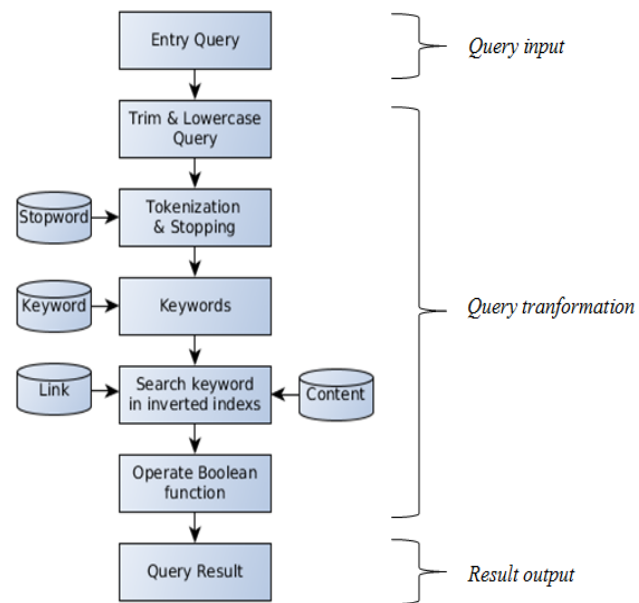 Entry Query
Query input
Trim & Lowercase
Query
Stopword
Tokenization
& Stopping
Keyword
Keywords
Query tranformation
Link
Search keyword
in inverted indexs
Content
Operate Boolean
function
Query Result
Result output